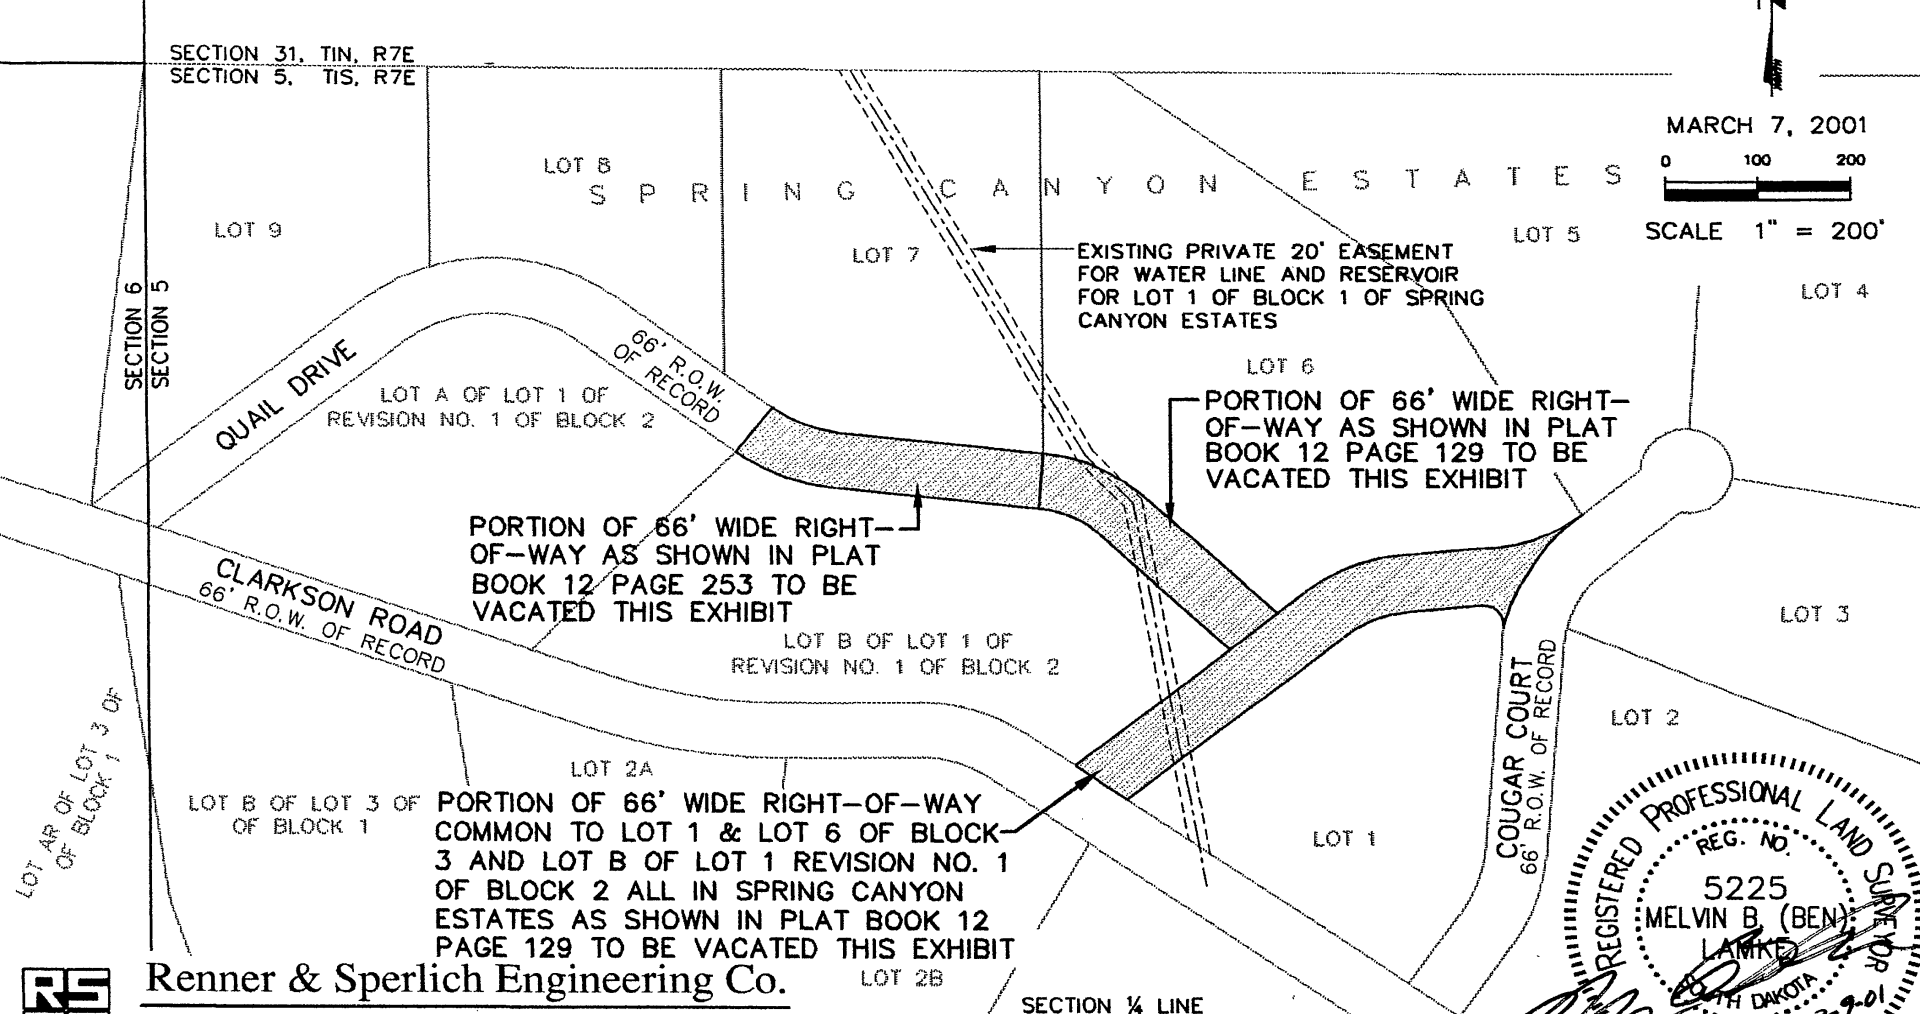 SECTION 31, T1N, R7E
SECTION 5, T1S, R7E
NORTH
MARCH 7, 2001
0 100 200
SCALE 1" = 200'
SPRING CANYON ESTATES
LOT 9
LOT 8
LOT 7
LOT 5
LOT 4
LOT 6
EXISTING PRIVATE 20' EASEMENT
FOR WATER LINE AND RESERVOIR
FOR LOT 1 OF BLOCK 1 OF SPRING
CANYON ESTATES
SECTION 6
SECTION 5
QUAIL DRIVE
66' R.O.W.
OF RECORD
LOT A OF LOT 1 OF
REVISION NO. 1 OF BLOCK 2
PORTION OF 66' WIDE RIGHT-
OF-WAY AS SHOWN IN PLAT
BOOK 12 PAGE 129 TO BE
VACATED THIS EXHIBIT
PORTION OF 66' WIDE RIGHT-
OF-WAY AS SHOWN IN PLAT
BOOK 12 PAGE 253 TO BE
VACATED THIS EXHIBIT
CLARKSON ROAD
66' R.O.W. OF RECORD
LOT B OF LOT 1 OF
REVISION NO. 1 OF BLOCK 2
LOT 3
LOT 2
COUGAR COURT
66' R.O.W. OF RECORD
LOT 1
LOT AR OF LOT 3 OF
OF BLOCK 1
LOT B OF LOT 3 OF
OF BLOCK 1
LOT 2A
PORTION OF 66' WIDE RIGHT-OF-WAY
COMMON TO LOT 1 & LOT 6 OF BLOCK
3 AND LOT B OF LOT 1 REVISION NO. 1
OF BLOCK 2 ALL IN SPRING CANYON
ESTATES AS SHOWN IN PLAT BOOK 12
PAGE 129 TO BE VACATED THIS EXHIBIT
LOT 2B
SECTION ¼ LINE
RS
Renner & Sperlich Engineering Co.
REGISTERED PROFESSIONAL LAND SURVEYOR
REG. NO.
5225
MELVIN B. (BEN)
LAMKE
SOUTH DAKOTA
9-01